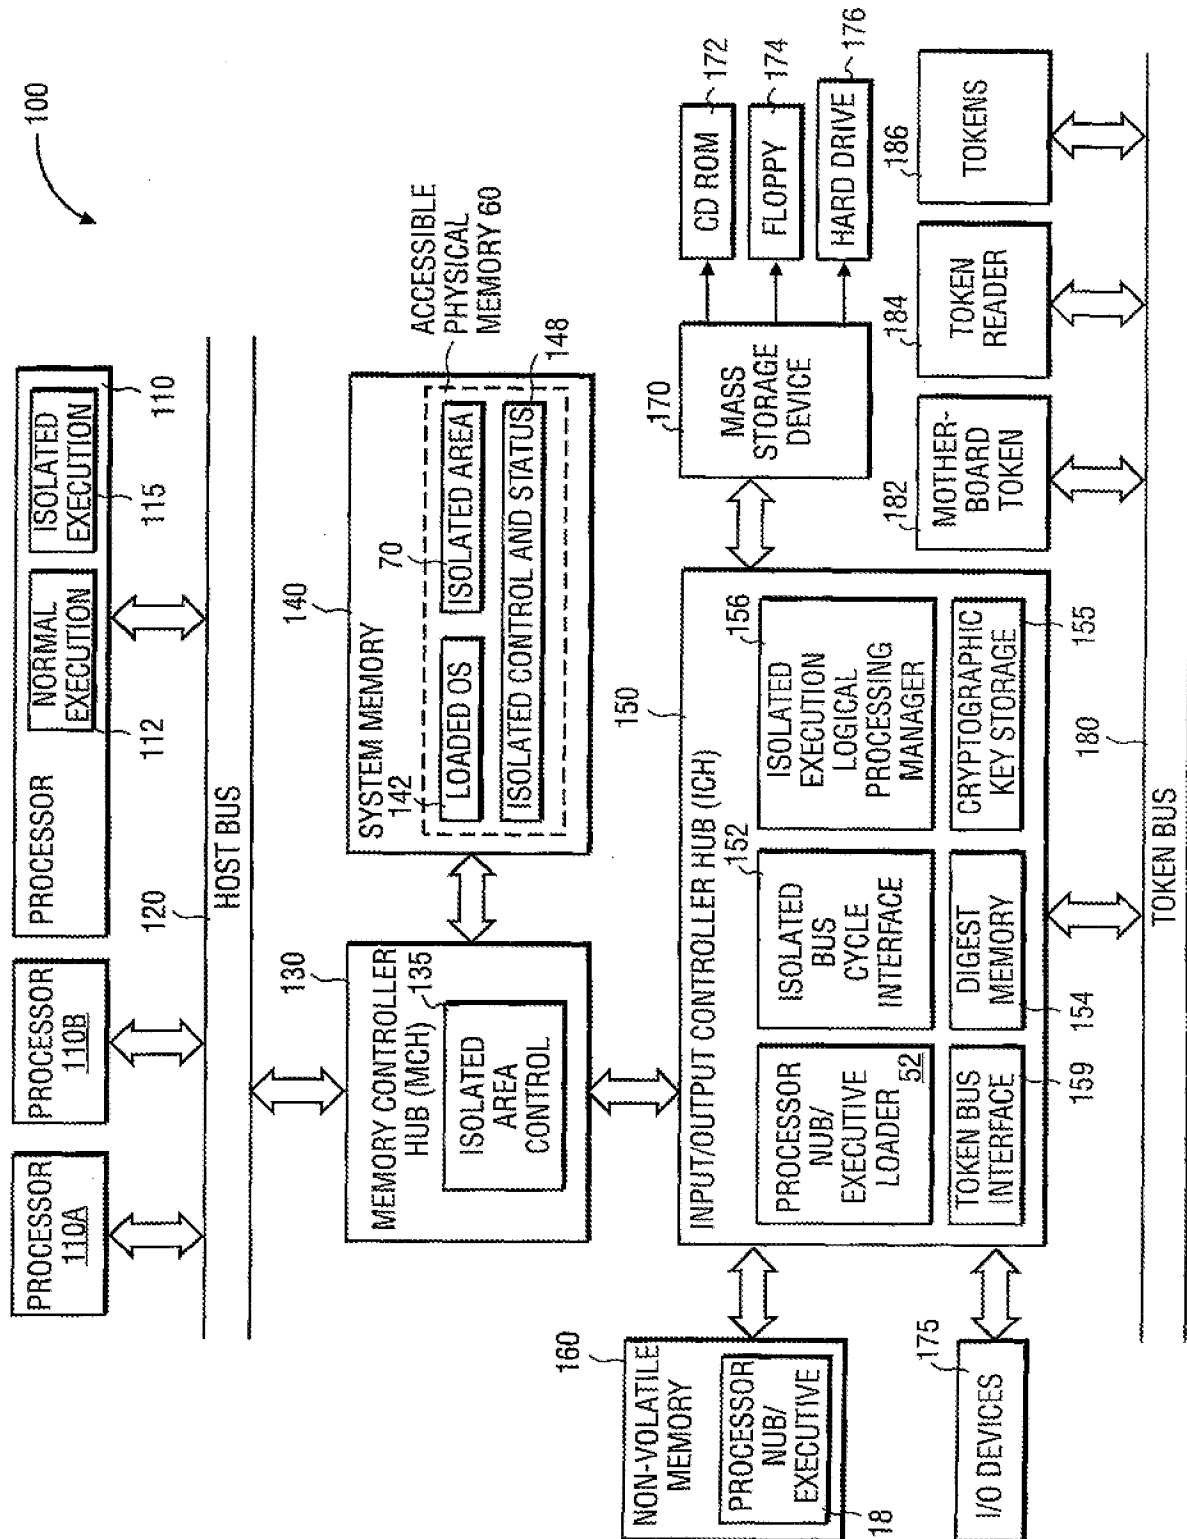 100
PROCESSOR
110A
PROCESSOR
110B
PROCESSOR
NORMAL
EXECUTION
112
ISOLATED
EXECUTION
115
110
120
HOST BUS
130
MEMORY CONTROLLER
HUB (MCH)
135
ISOLATED
AREA
CONTROL
140
SYSTEM MEMORY
142
LOADED OS
70
ISOLATED AREA
ISOLATED CONTROL AND STATUS
148
ACCESSIBLE
PHYSICAL
MEMORY 60
150
INPUT/OUTPUT CONTROLLER HUB (ICH)
PROCESSOR
NUB/
EXECUTIVE
LOADER
52
152
ISOLATED
BUS
CYCLE
INTERFACE
156
ISOLATED
EXECUTION
LOGICAL
PROCESSING
MANAGER
TOKEN BUS
INTERFACE
159
DIGEST
MEMORY
154
CRYPTOGRAPHIC
KEY STORAGE
155
160
NON-VOLATILE
MEMORY
PROCESSOR
NUB/
EXECUTIVE
18
175
I/O DEVICES
170
MASS
STORAGE
DEVICE
CD ROM
172
FLOPPY
174
HARD DRIVE
176
182
MOTHER-
BOARD
TOKEN
184
TOKEN
READER
186
TOKENS
180
TOKEN BUS